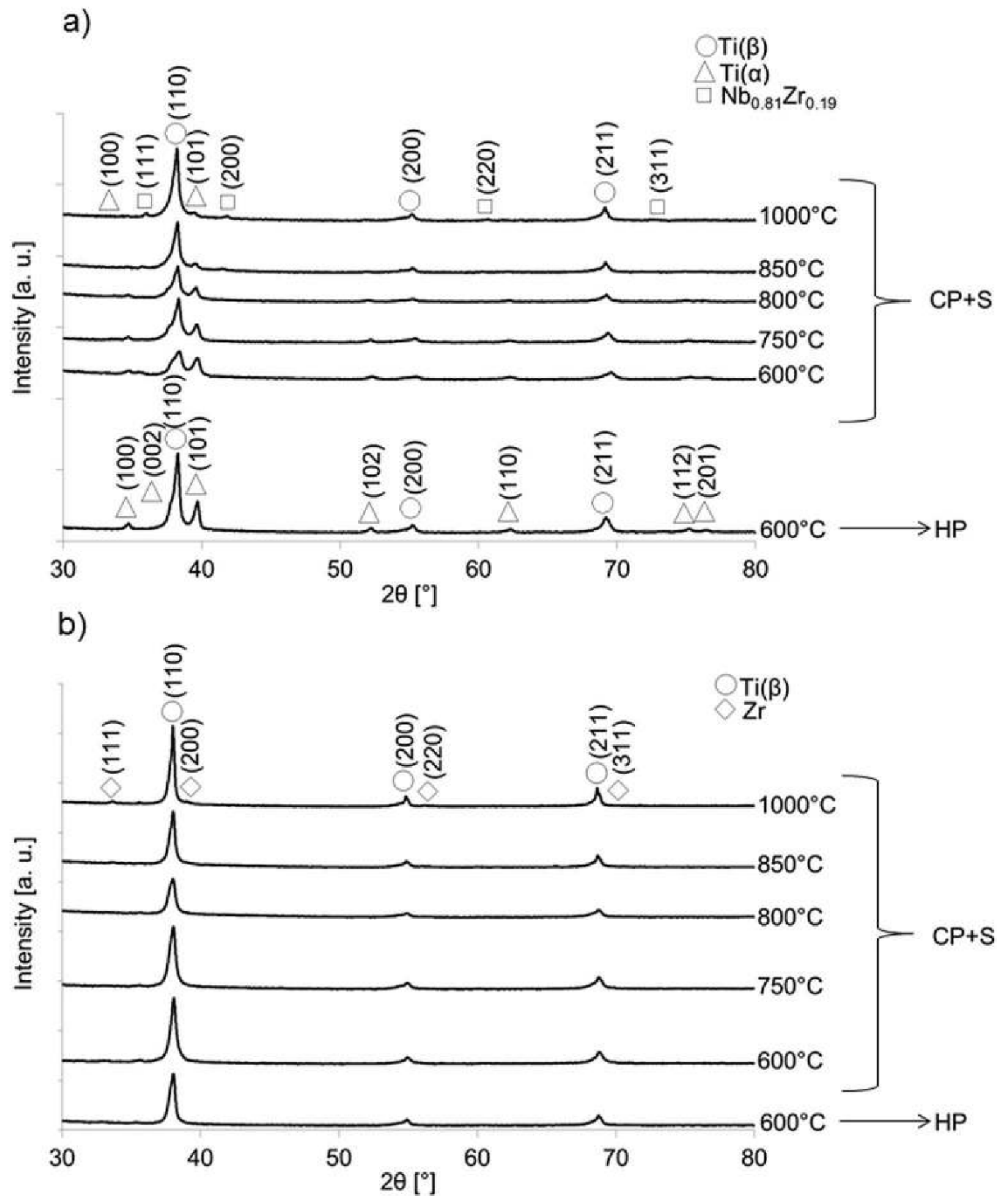 a)
Ti(β)
Ti(α)
Nb0.81Zr0.19
(100)
(111)
(110)
(101)
(200)
(200)
(220)
(211)
(311)
1000°C
850°C
800°C
750°C
600°C
CP+S
(100)
(002)
(110)
(101)
(102)
(200)
(110)
(211)
(112)
(201)
600°C
HP
Intensity [a. u.]
30 40 50 60 70 80
2θ [°]
b)
Ti(β)
Zr
(111)
(110)
(200)
(200)
(220)
(211)
(311)
1000°C
850°C
800°C
750°C
600°C
CP+S
600°C
HP
Intensity [a. u.]
30 40 50 60 70 80
2θ [°]